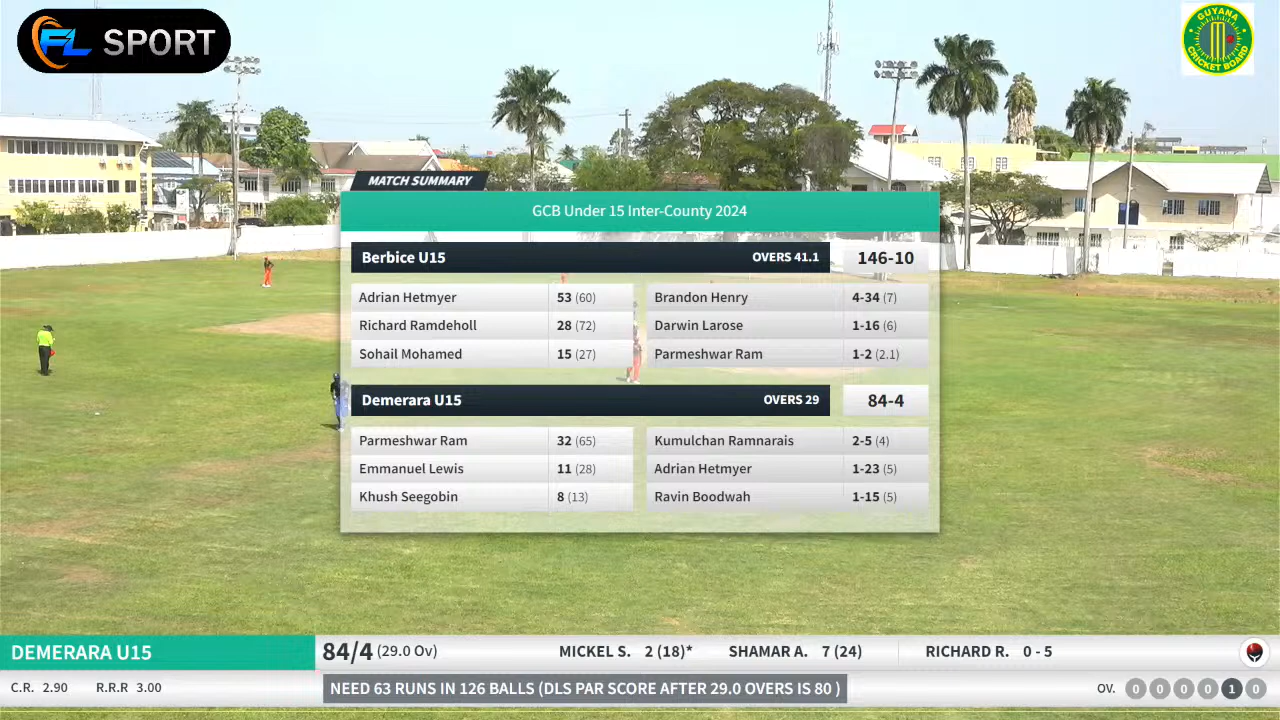 FL SPORT
GUYANA
CRICKET BOARD
MATCH SUMMARY
GCB Under 15 Inter-County 2024
Berbice U15 OVERS 41.1 146-10
Adrian Hetmyer 53 (60) Brandon Henry 4-34 (7)
Richard Ramdeholl 28 (72) Darwin Larose 1-16 (6)
Sohail Mohamed 15 (27) Parmeshwar Ram 1-2 (2.1)
Demerara U15 OVERS 29 84-4
Parmeshwar Ram 32 (65) Kumulchan Ramnarais 2-5 (4)
Emmanuel Lewis 11 (28) Adrian Hetmyer 1-23 (5)
Khush Seegobin 8 (13) Ravin Boodwah 1-15 (5)
DEMERARA U15 84/4 (29.0 Ov) MICKEL S. 2 (18)* SHAMAR A. 7 (24) RICHARD R. 0 - 5
C.R. 2.90 R.R.R 3.00 NEED 63 RUNS IN 126 BALLS (DLS PAR SCORE AFTER 29.0 OVERS IS 80 ) OV. 0 0 0 0 1 0